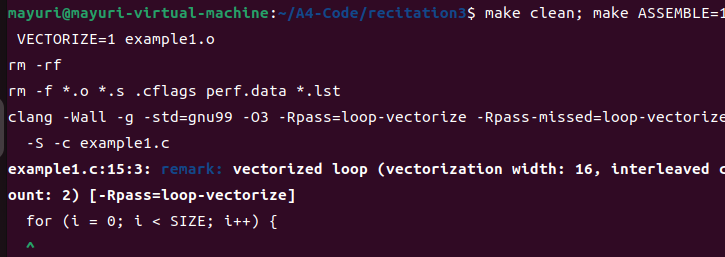 mayuri@mayuri-virtual-machine:~/A4-Code/recitation3$ make clean; make ASSEMBLE=1
 VECTORIZE=1 example1.o
rm -rf
rm -f *.o *.s .cflags perf.data *.lst
clang -Wall -g -std=gnu99 -O3 -Rpass=loop-vectorize -Rpass-missed=loop-vectorize
  -S -c example1.c
example1.c:15:3: remark: vectorized loop (vectorization width: 16, interleaved c
ount: 2) [-Rpass=loop-vectorize]
  for (i = 0; i < SIZE; i++) {
  ^